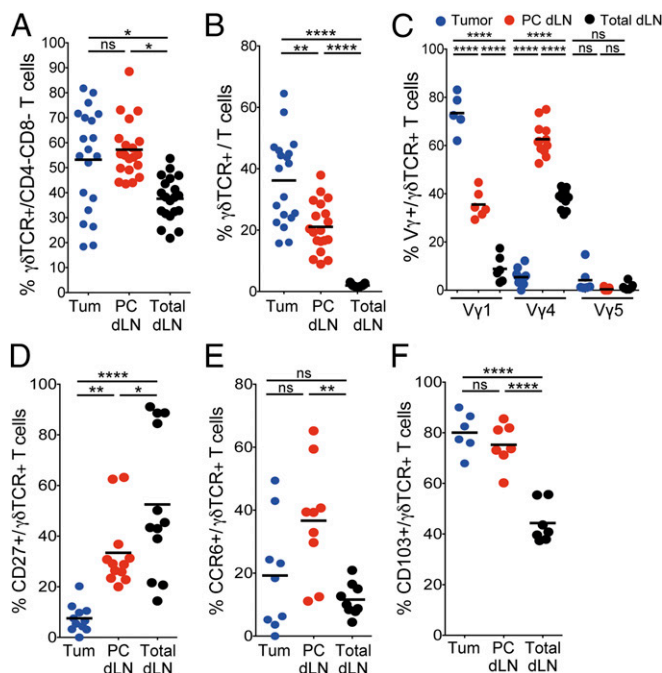 A
*
ns
*
% γδTCR+/CD4-CD8- T cells
100
90
80
70
60
50
40
30
20
10
0
Tum PC Total
dLN dLN
B
****
** ****
% γδTCR+/ T cells
80
60
40
20
0
Tum PC Total
dLN dLN
Tumor PC dLN Total dLN
C
**** **** ns
**** **** **** **** ns ns
% Vγ+/γδTCR+ T cells
100
80
60
40
20
0
Vγ1 Vγ4 Vγ5
D
****
** *
% CD27+/γδTCR+ T cells
100
80
60
40
20
0
Tum PC Total
dLN dLN
E
ns
ns **
% CCR6+/γδTCR+ T cells
100
80
60
40
20
0
Tum PC Total
dLN dLN
F
****
ns ****
% CD103+/γδTCR+ T cells
100
80
60
40
20
0
Tum PC Total
dLN dLN